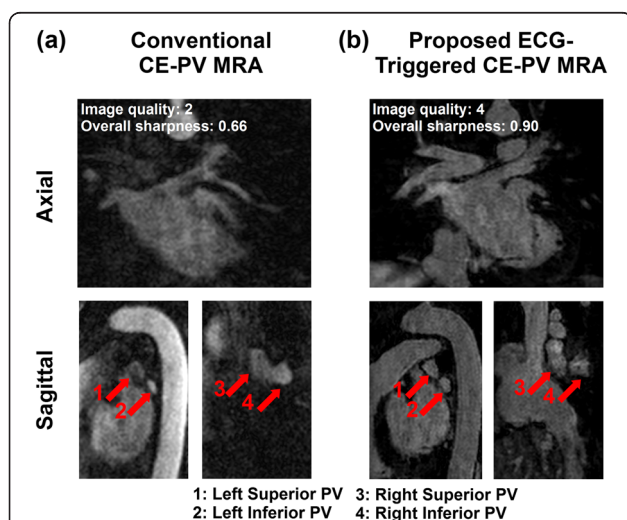 (a)
Conventional
CE-PV MRA
(b)
Proposed ECG-
Triggered CE-PV MRA
Axial
Image quality: 2
Overall sharpness: 0.66
Image quality: 4
Overall sharpness: 0.90
Sagittal
1
2
3
4
1
2
3
4
1: Left Superior PV 3: Right Superior PV
2: Left Inferior PV 4: Right Inferior PV